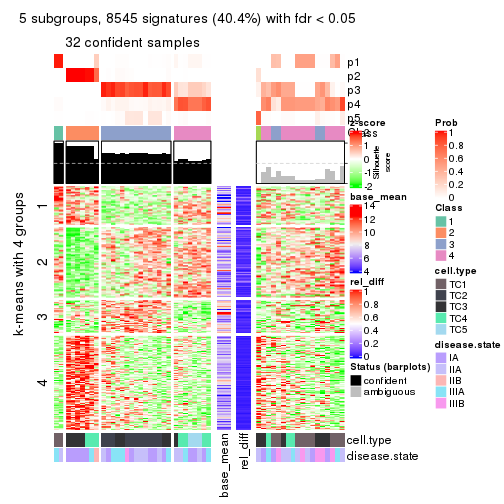 5 subgroups, 8545 signatures (40.4%) with fdr < 0.05
32 confident samples
p1
p2
p3
p4
p5
Class
k-means with 4 groups
1
2
3
4
base_mean
rel_diff
cell.type
disease.state
z-score
2
-2
Silhouette
score
base_mean
14
12
10
8
6
4
rel_diff
1
0.8
0.6
0.4
0.2
0
Status (barplots)
confident
ambiguous
Prob
1
0.8
0.6
0.4
0.2
0
Class
1
2
3
4
cell.type
TC1
TC2
TC3
TC4
TC5
disease.state
IA
IIA
IIB
IIIA
IIIB